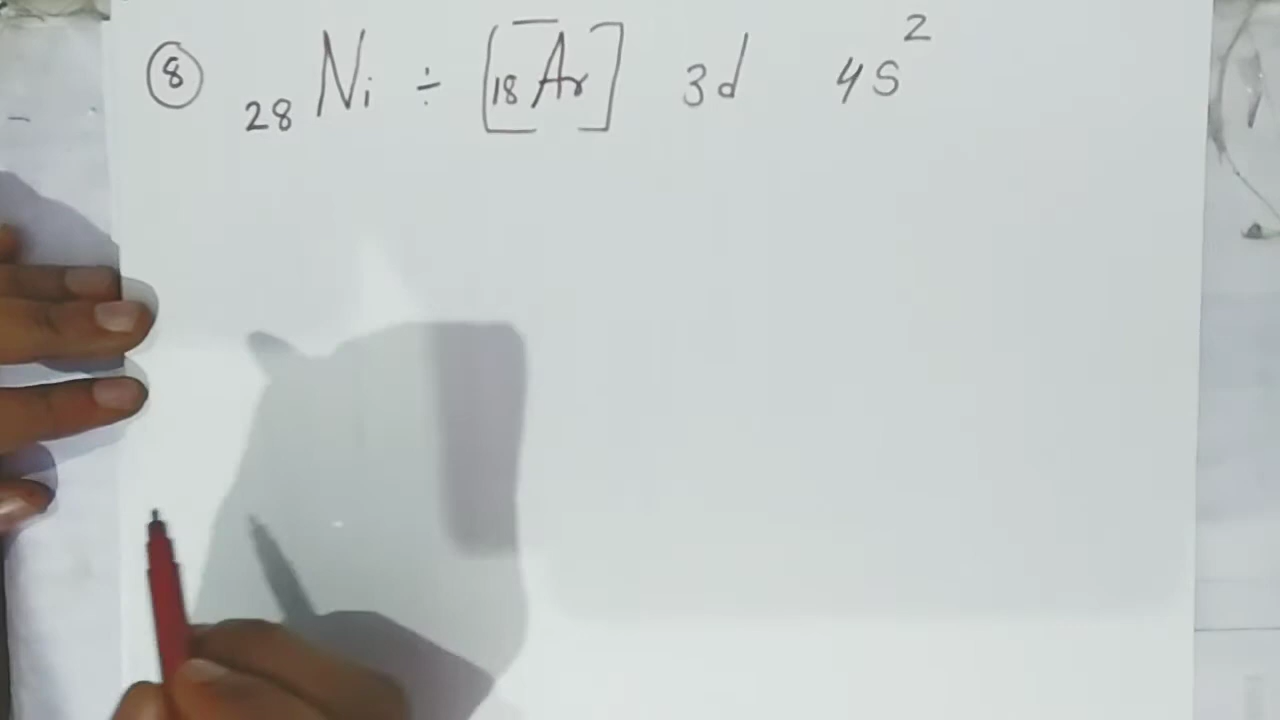 ⑧ ₂₈Ni ÷ [₁₈Ar] 3d 4s²